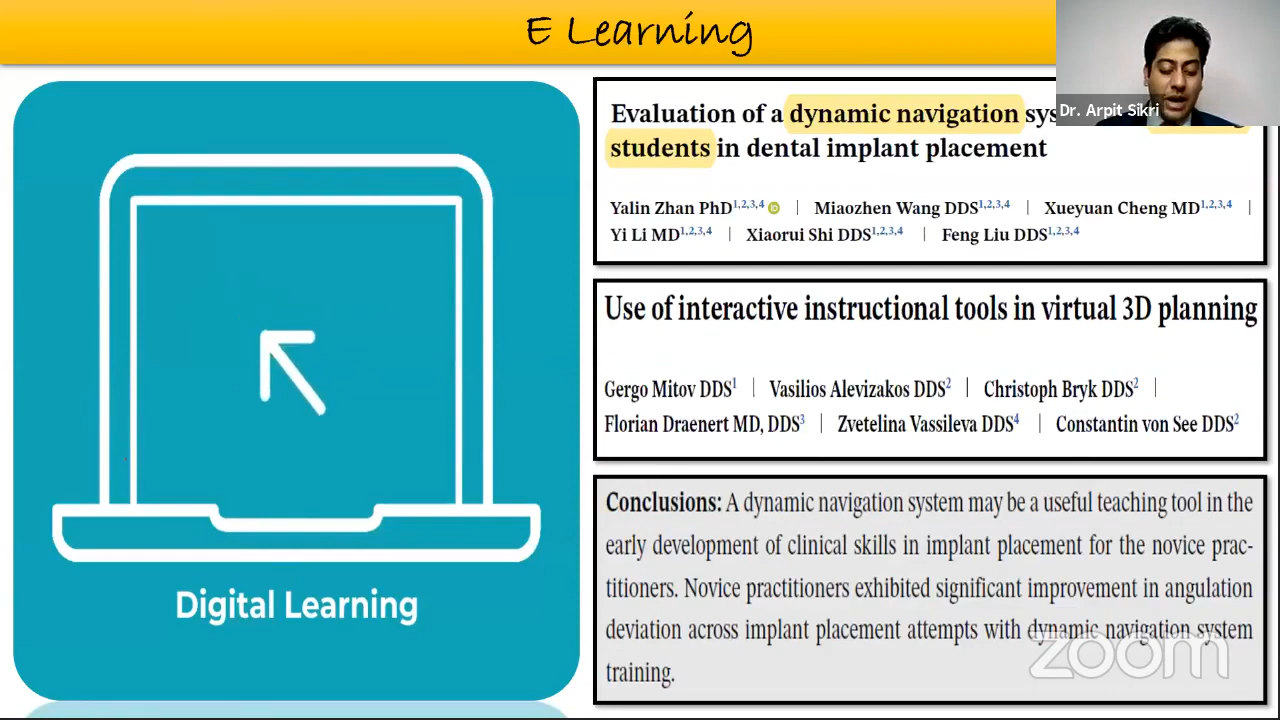 E Learning
Dr. Arpit Sikri
Evaluation of a dynamic navigation
students in dental implant placement
Yalin Zhan PhD1,2,3,4 | Miaozhen Wang DDS1,2,3,4 | Xueyuan Cheng MD1,2,3,4 |
Yi Li MD1,2,3,4 | Xiaorui Shi DDS1,2,3,4 | Feng Liu DDS1,2,3,4
Use of interactive instructional tools in virtual 3D planning
Gergo Mitov DDS1 | Vasilios Alevizakos DDS2 | Christoph Bryk DDS2 |
Florian Draenert MD, DDS3 | Zvetelina Vassileva DDS4 | Constantin von See DDS2
Conclusions: A dynamic navigation system may be a useful teaching tool in the
early development of clinical skills in implant placement for the novice prac-
titioners. Novice practitioners exhibited significant improvement in angulation
deviation across implant placement attempts with dynamic navigation system
training.
Digital Learning
zoom